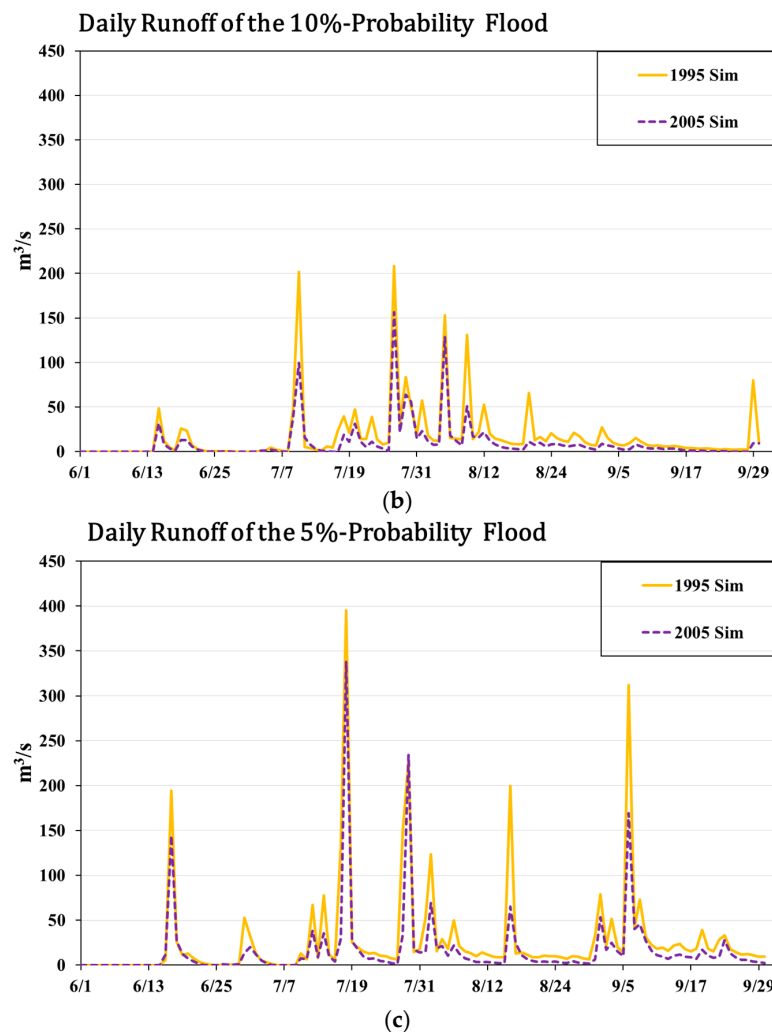 Daily Runoff of the 10%-Probability Flood
450
400
350
300
250
200
150
100
50
0
m³/s
1995 Sim
2005 Sim
6/1 6/13 6/25 7/7 7/19 7/31 8/12 8/24 9/5 9/17 9/29
(b)
Daily Runoff of the 5%-Probability Flood
450
400
350
300
250
200
150
100
50
0
m³/s
1995 Sim
2005 Sim
6/1 6/13 6/25 7/7 7/19 7/31 8/12 8/24 9/5 9/17 9/29
(c)